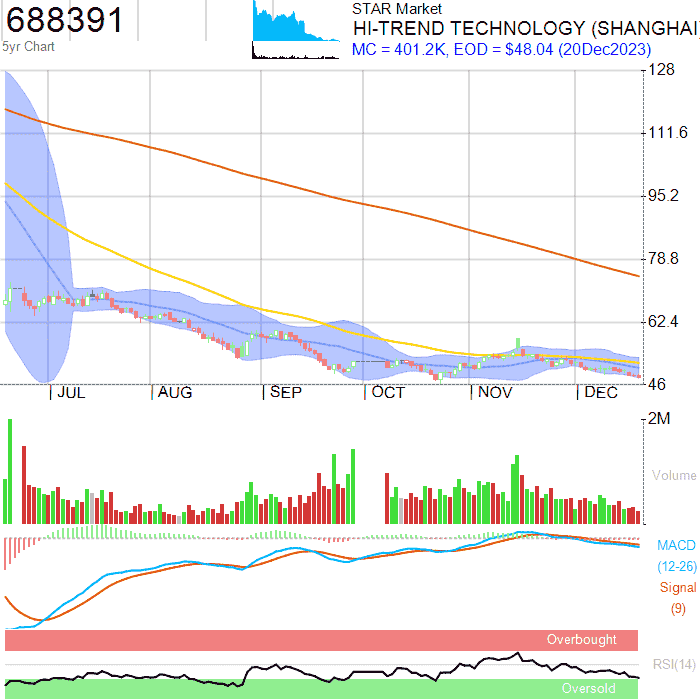 688391
5yr Chart
STAR Market
HI-TREND TECHNOLOGY (SHANGHAI)
MC = 401.2K, EOD = $48.04 (20Dec2023)
128
111.6
95.2
78.8
62.4
46
JUL
AUG
SEP
OCT
NOV
DEC
2M
Volume
MACD
(12-26)
Signal
(9)
Overbought
RSI(14)
Oversold